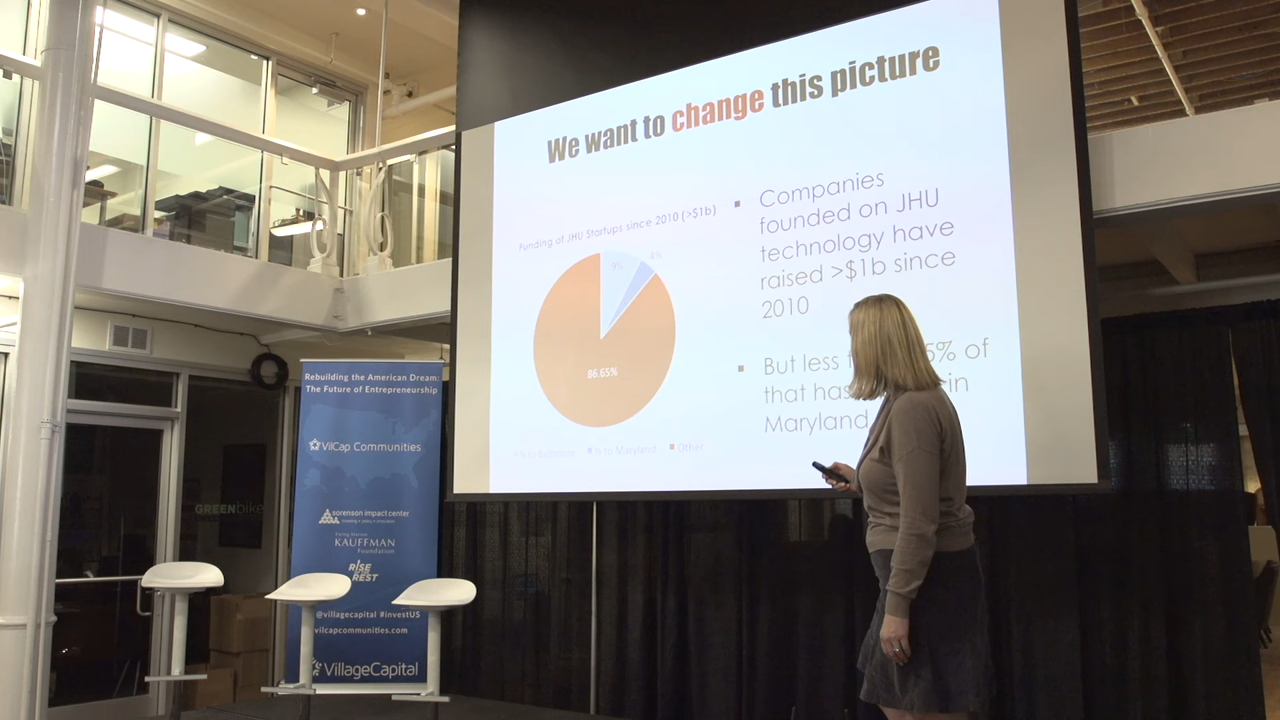 We want to change this picture
Funding of JHU Startups since 2010 (>$1b)
9%
4%
86.65%
% to Baltimore
% to Maryland
Other
Companies
founded on JHU
technology have
raised >$1b since
2010
But less 5% of
that has in
Maryland
Rebuilding the American Dream:
The Future of Entrepreneurship
VilCap Communities
sorenson impact center
KAUFFMAN
Foundation
RISE
REST
@villagecapital #investUS
vilcapcommunities.com
VillageCapital
GREENbike